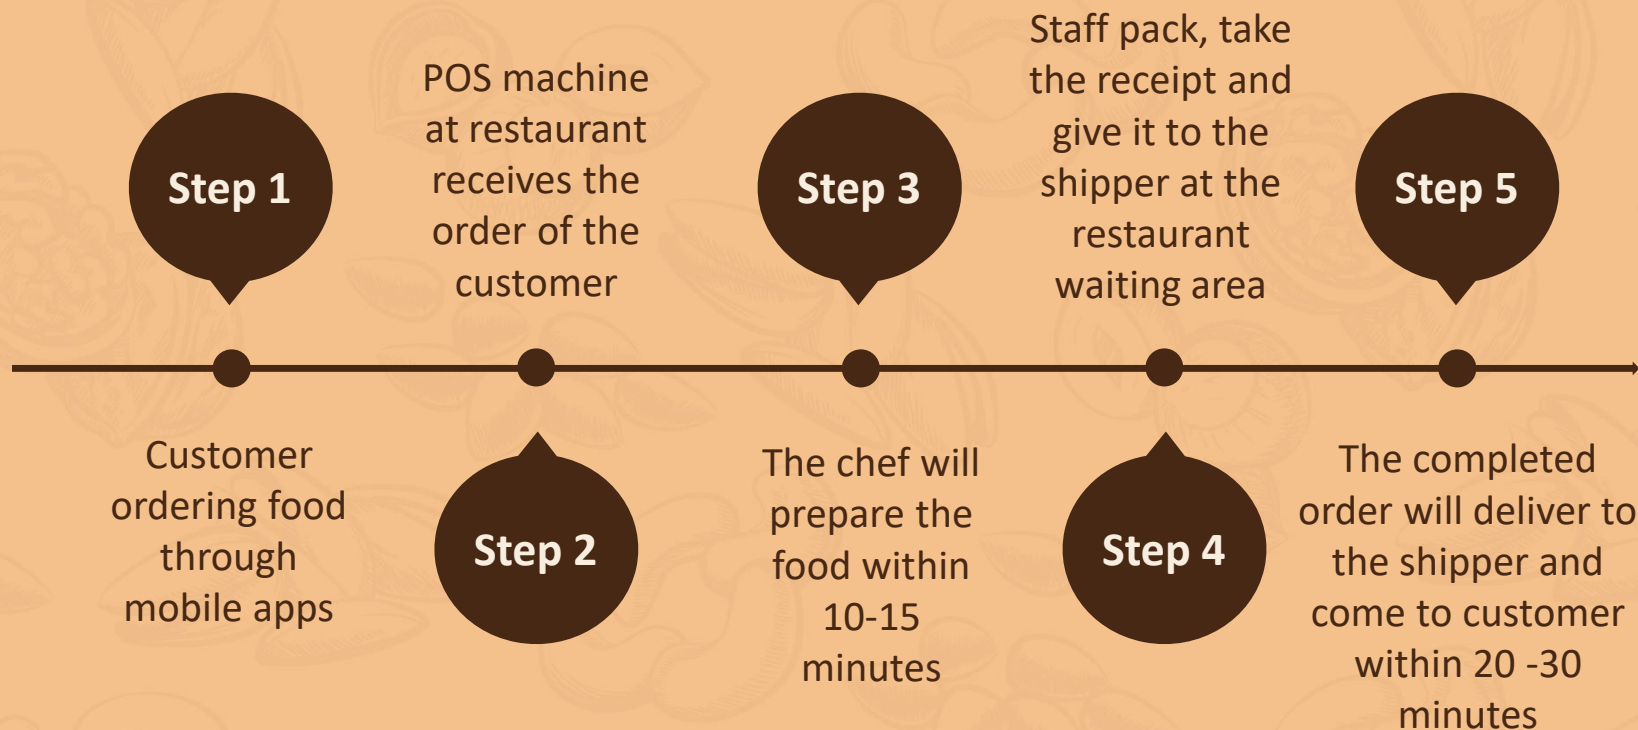 Step 1
Customer
ordering food
through
mobile apps
POS machine
at restaurant
receives the
order of the
customer
Step 2
Step 3
The chef will
prepare the
food within
10-15
minutes
Staff pack, take
the receipt and
give it to the
shipper at the
restaurant
waiting area
Step 4
Step 5
The completed
order will deliver to
the shipper and
come to customer
within 20 -30
minutes